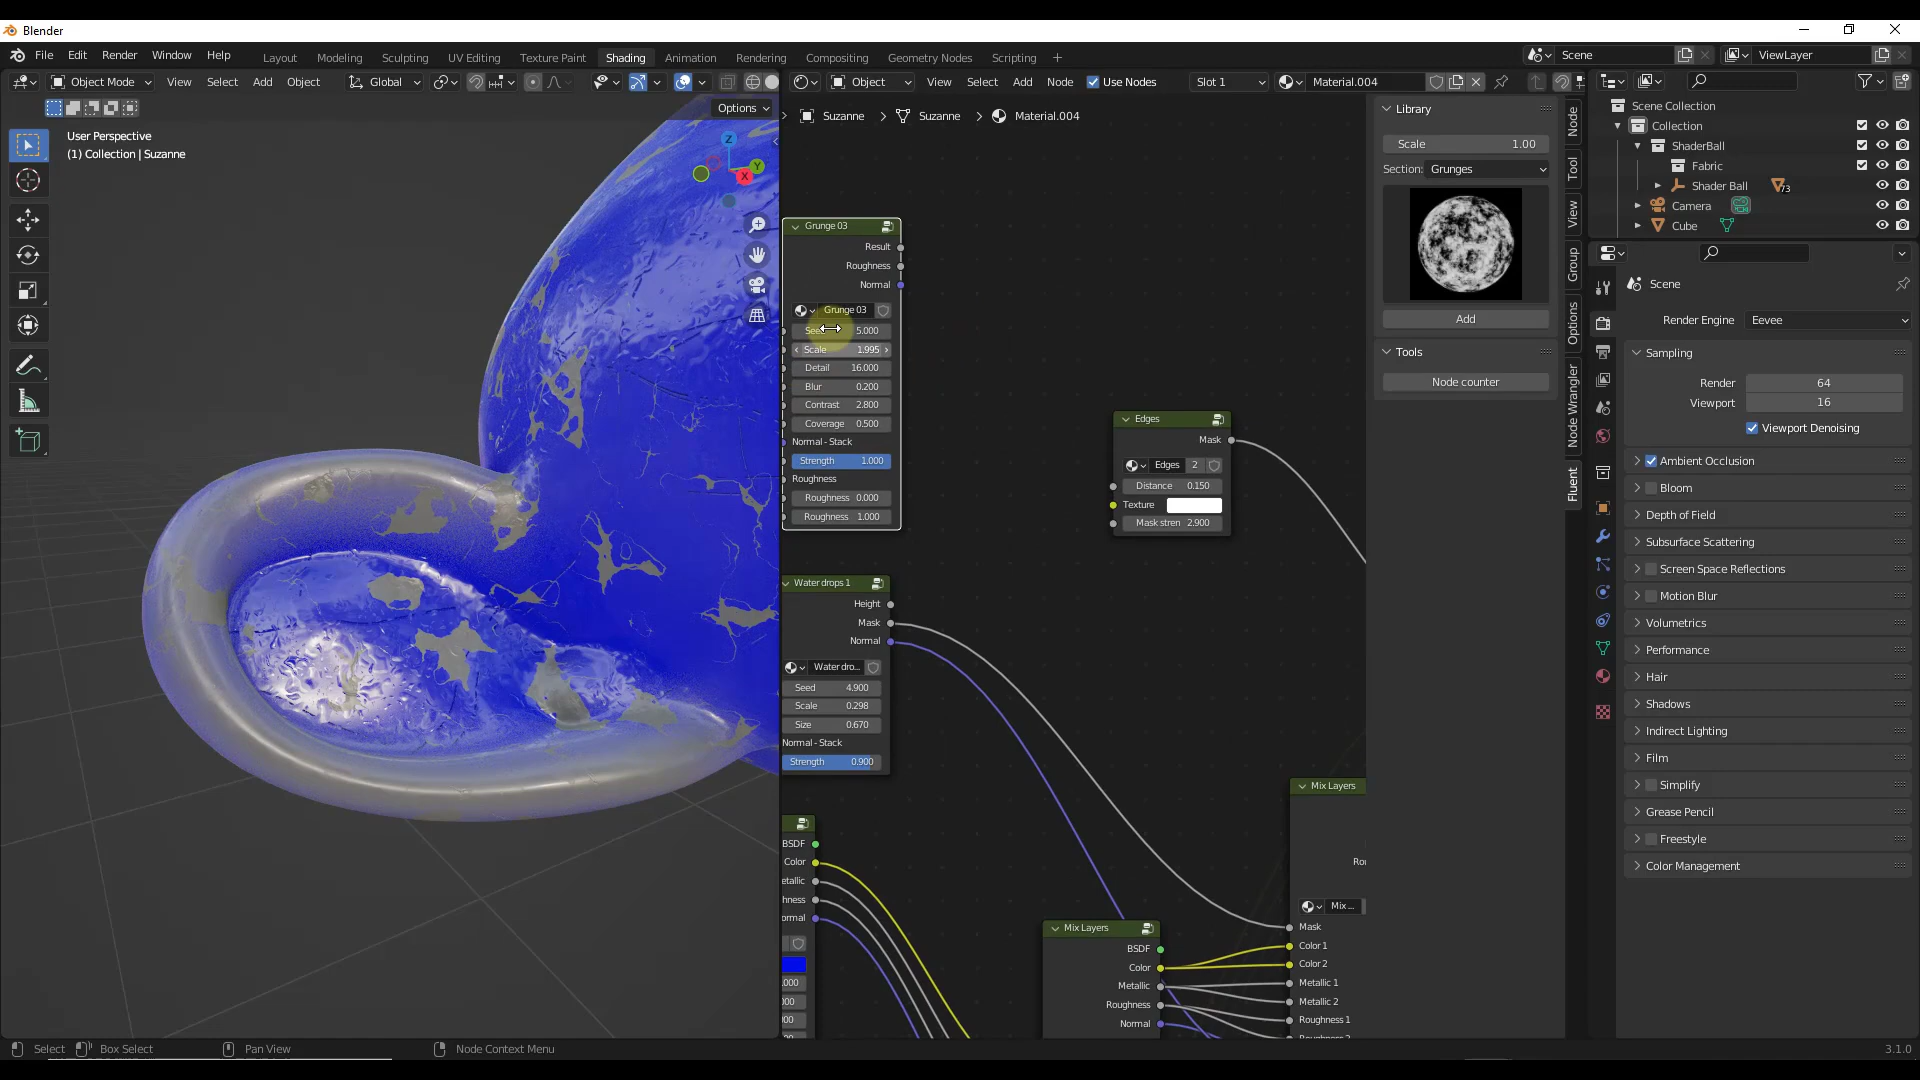 Blender
File Edit Render Window Help Layout Modeling Sculpting UV Editing Texture Paint Shading Animation Rendering Compositing Geometry Nodes Scripting +
Scene
ViewLayer
Object Mode View Select Add Object Global
Object View Select Add Node Use Nodes Slot 1 Material.004
Options
User Perspective
(1) Collection | Suzanne
Z
Y
X
Suzanne > Suzanne > Material.004
Grunge 03
Result
Roughness
Normal
Grunge 03
5.000
Scale 1.995
Detail 16.000
Blur 0.200
Contrast 2.800
Coverage 0.500
Normal - Stack
Strength 1.000
Roughness
Roughness 0.000
Roughness 1.000
Water drops 1
Height
Mask
Normal
Water dro...
Seed 4.900
Scale 0.298
Size 0.670
Normal - Stack
Strength 0.900
BSDF
Color
etallic
hness
ormal
.000
000
00
Edges
Mask
Edges 2
Distance 0.150
Texture
Mask stren 2.900
Mix Layers
BSDF
Color
Metallic
Roughness
Normal
Mix Layers
Rou
Mix ...
Mask
Color 1
Color 2
Metallic 1
Metallic 2
Roughness 1
Library
Scale 1.00
Section: Grunges
Add
Tools
Node counter
Node
Tool
View
Group
Options
Node Wrangler
Fluent
Scene Collection
Collection
ShaderBall
Fabric
Shader Ball 73
Camera
Cube
Scene
Render Engine Eevee
Sampling
Render 64
Viewport 16
Viewport Denoising
Ambient Occlusion
Bloom
Depth of Field
Subsurface Scattering
Screen Space Reflections
Motion Blur
Volumetrics
Performance
Hair
Shadows
Indirect Lighting
Film
Simplify
Grease Pencil
Freestyle
Color Management
Select Box Select Pan View Node Context Menu
3.1.0